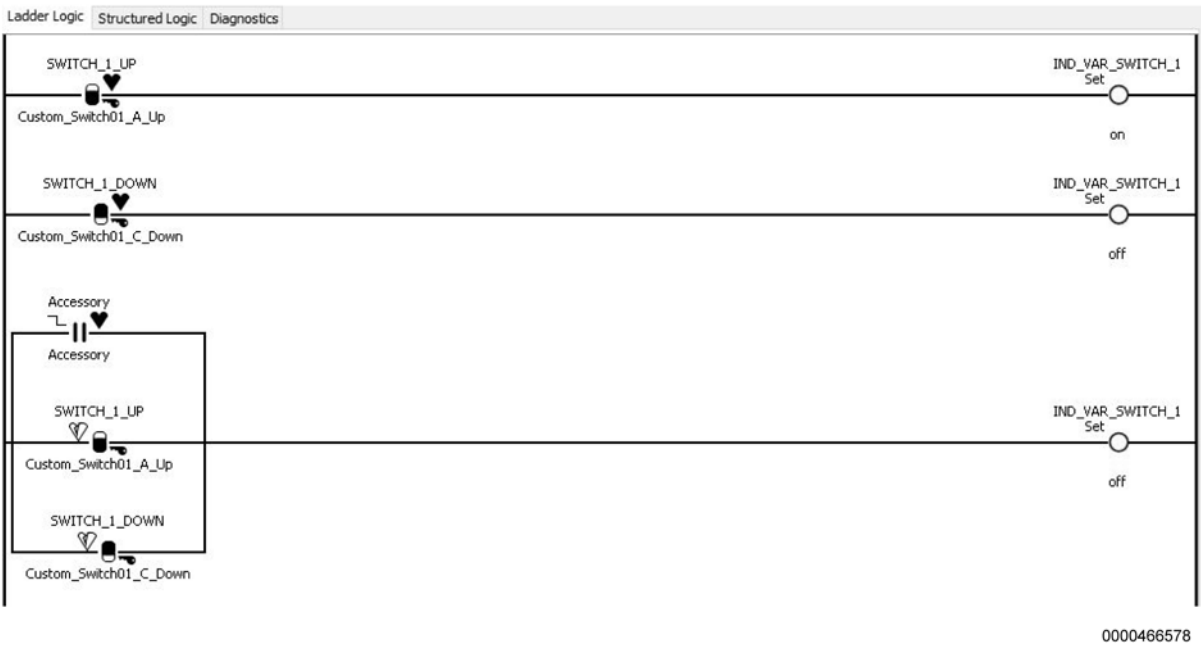 Ladder Logic Structured Logic Diagnostics
SWITCH_1_UP
IND_VAR_SWITCH_1
Set
Custom_Switch01_A_Up
on
SWITCH_1_DOWN
IND_VAR_SWITCH_1
Set
Custom_Switch01_C_Down
off
Accessory
Accessory
SWITCH_1_UP
IND_VAR_SWITCH_1
Set
Custom_Switch01_A_Up
off
SWITCH_1_DOWN
Custom_Switch01_C_Down
0000466578